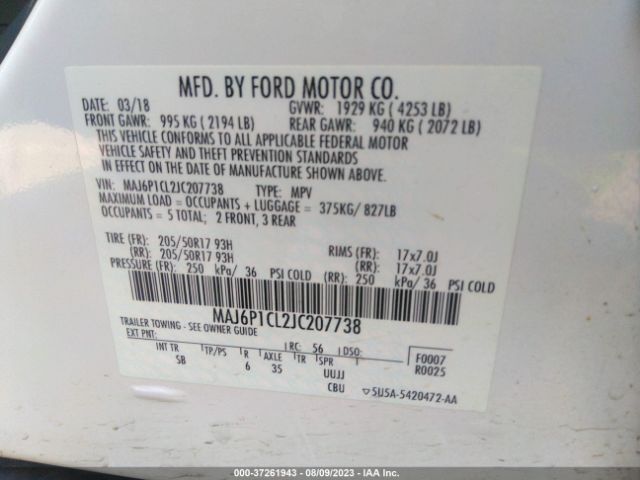 MFD. BY FORD MOTOR CO.
DATE: 03/18 GVWR: 1929 KG ( 4253 LB)
FRONT GAWR: 995 KG ( 2194 LB) REAR GAWR: 940 KG ( 2072 LB)
THIS VEHICLE CONFORMS TO ALL APPLICABLE FEDERAL MOTOR
VEHICLE SAFETY AND THEFT PREVENTION STANDARDS
IN EFFECT ON THE DATE OF MANUFACTURE SHOWN ABOVE.
VIN: MAJ6P1CL2JC207738 TYPE: MPV
MAXIMUM LOAD = OCCUPANTS + LUGGAGE = 375KG/ 827LB
OCCUPANTS = 5 TOTAL; 2 FRONT, 3 REAR
TIRE (FR): 205/50R17 93H RIMS (FR): 17x7.0J
(RR): 205/50R17 93H (RR): 17x7.0J
PRESSURE (FR): 250 kPa/ 36 PSI COLD (RR): 250 kPa/ 36 PSI COLD
MAJ6P1CL2JC207738
TRAILER TOWING - SEE OWNER GUIDE
EXT PNT: RC: 56 DSO: F0007
INT TR TP/PS R AXLE TR SPR R0025
SB 6 35 UUJJ
CBU 5U5A-5420472-AA
000-37261943 - 08/09/2023 - IAA Inc.